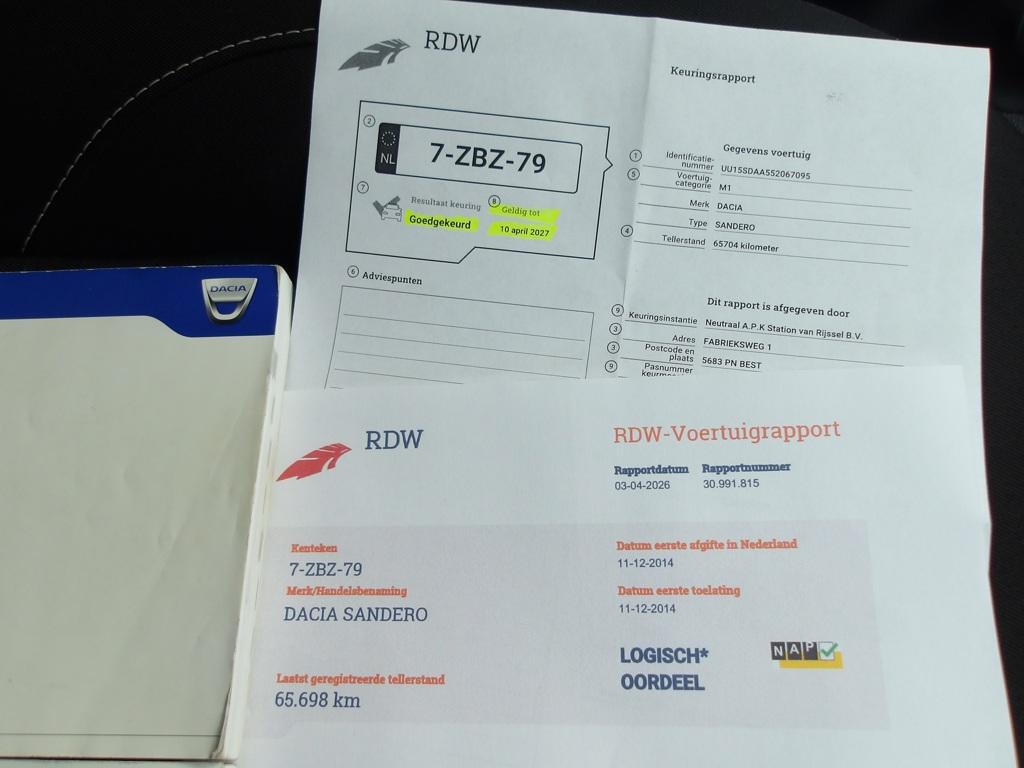 RDW
Keuringsrapport
2
NL
7-ZBZ-79
7
Resultaat keuring
Goedgekeurd
8
Geldig tot
10 april 2027
Gegevens voertuig
1 Identificatie-
nummer UU15SDAA552067095
5 Voertuig-
categorie M1
Merk DACIA
Type SANDERO
4 Tellerstand 65704 kilometer
6 Adviespunten
Dit rapport is afgegeven door
9 Keuringsinstantie Neutraal A.P.K Station van Rijssel B.V.
3 Adres FABRIEKSWEG 1
3 Postcode en
plaats 5683 PN BEST
9 Pasnummer
DACIA
RDW
RDW-Voertuigrapport
Rapportdatum Rapportnummer
03-04-2026 30.991.815
Kenteken
7-ZBZ-79
Merk/Handelsbenaming
DACIA SANDERO
Laatst geregistreerde tellerstand
65.698 km
Datum eerste afgifte in Nederland
11-12-2014
Datum eerste toelating
11-12-2014
LOGISCH*
OORDEEL
NAP